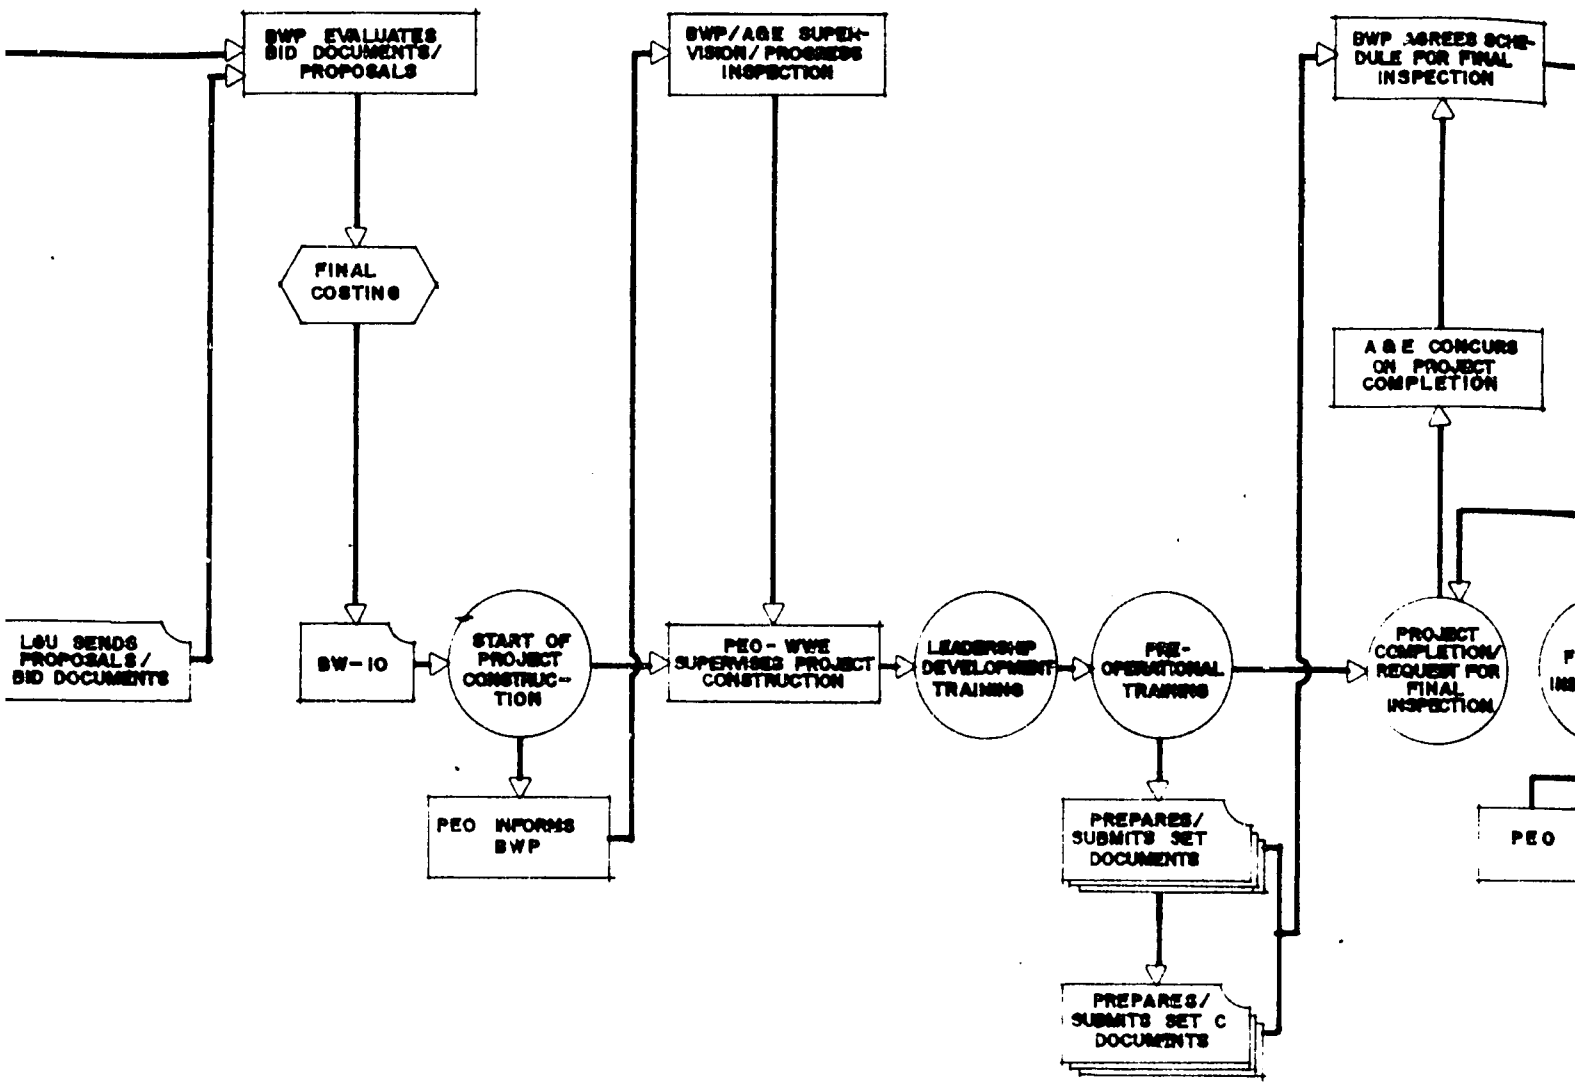 BWP EVALUATES
BID DOCUMENTS/
PROPOSALS
BWP/A&E SUPER-
VISION/PROGRESS
INSPECTION
BWP AGREES SCHE-
DULE FOR FINAL
INSPECTION
FINAL
COSTING
A & E CONCURS
ON PROJECT
COMPLETION
LGU SENDS
PROPOSALS/
BID DOCUMENTS
BW-10
START OF
PROJECT
CONSTRUC-
TION
PEO-WWE
SUPERVISES PROJECT
CONSTRUCTION
LEADERSHIP
DEVELOPMENT
TRAINING
PRE-
OPERATIONAL
TRAINING
PROJECT
COMPLETION/
REQUEST FOR
FINAL
INSPECTION
F
INS
PEO INFORMS
BWP
PREPARES/
SUBMITS SET
DOCUMENTS
PEO
PREPARES/
SUBMITS SET C
DOCUMENTS